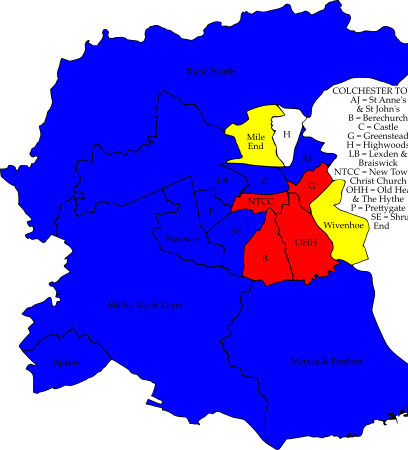 Rural North
COLCHESTER TO
AJ = St Anne's
& St John's
B = Berechurch
C = Castle
G = Greenstead
H = Highwoods
LB = Lexden &
Braiswick
NTCC = New Tow
Christ Church
OHH = Old Hea
& The Hythe
P = Prettygate
SE = Shru
End
Mile
End
H
AJ
LB
C
G
NTCC
P
Wivenhoe
SE
Stanway
OHH
B
Marks Tey & Layer
Tiptree
Mersea & Pyefleet